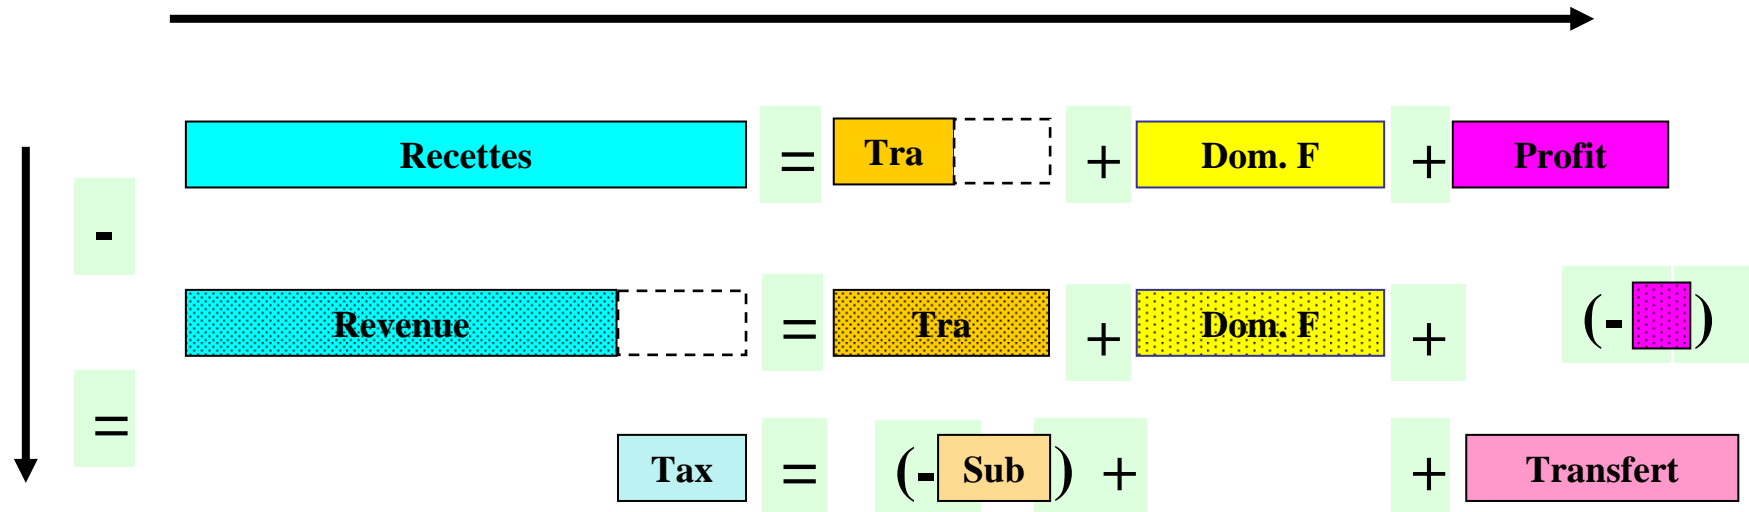 Recettes = Tra + Dom. F + Profit
-
Revenue = Tra + Dom. F + (- )
=
Tax = (- Sub ) + + Transfert